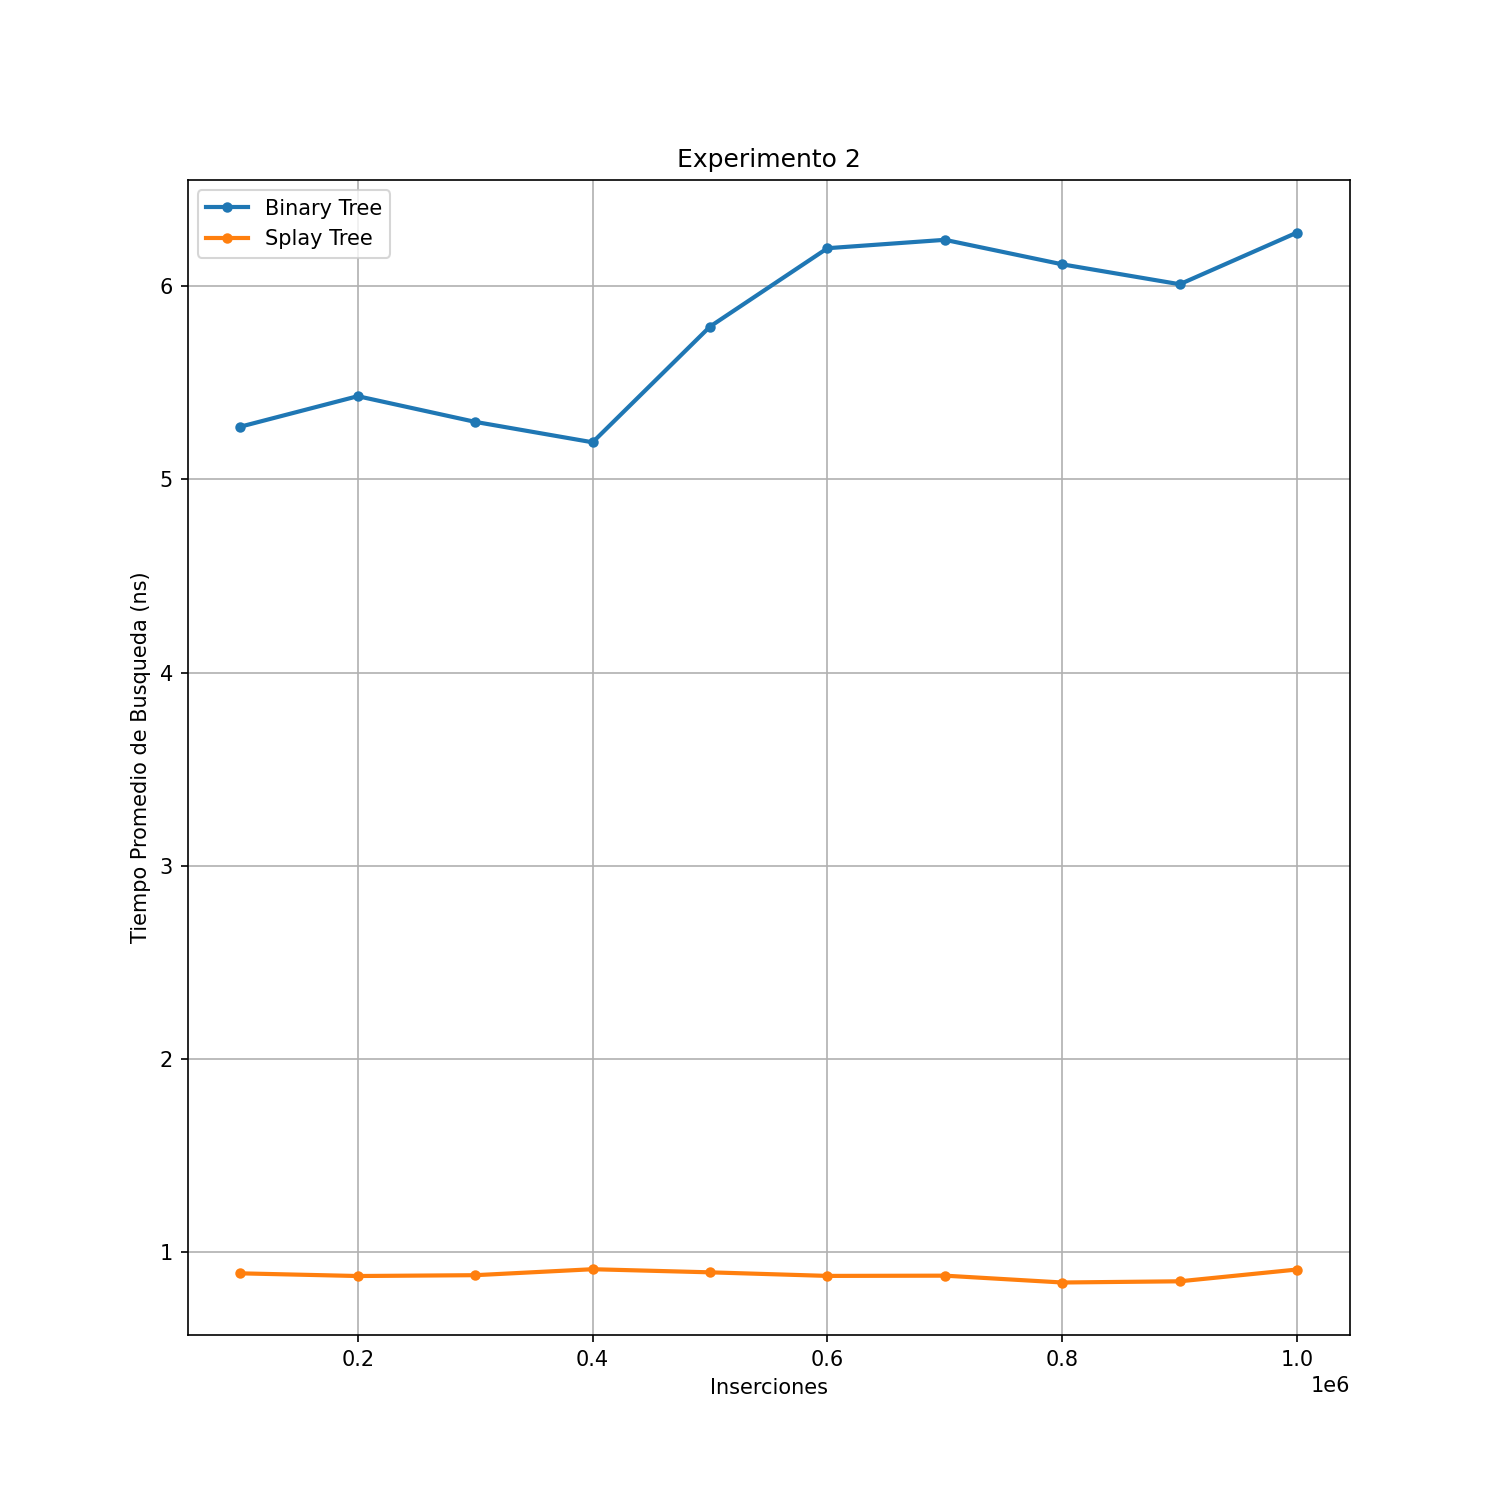 Experimento 2
Binary Tree
Splay Tree
6
5
4
3
2
1
Tiempo Promedio de Busqueda (ns)
0.2 0.4 0.6 0.8 1.0
1e6
Inserciones